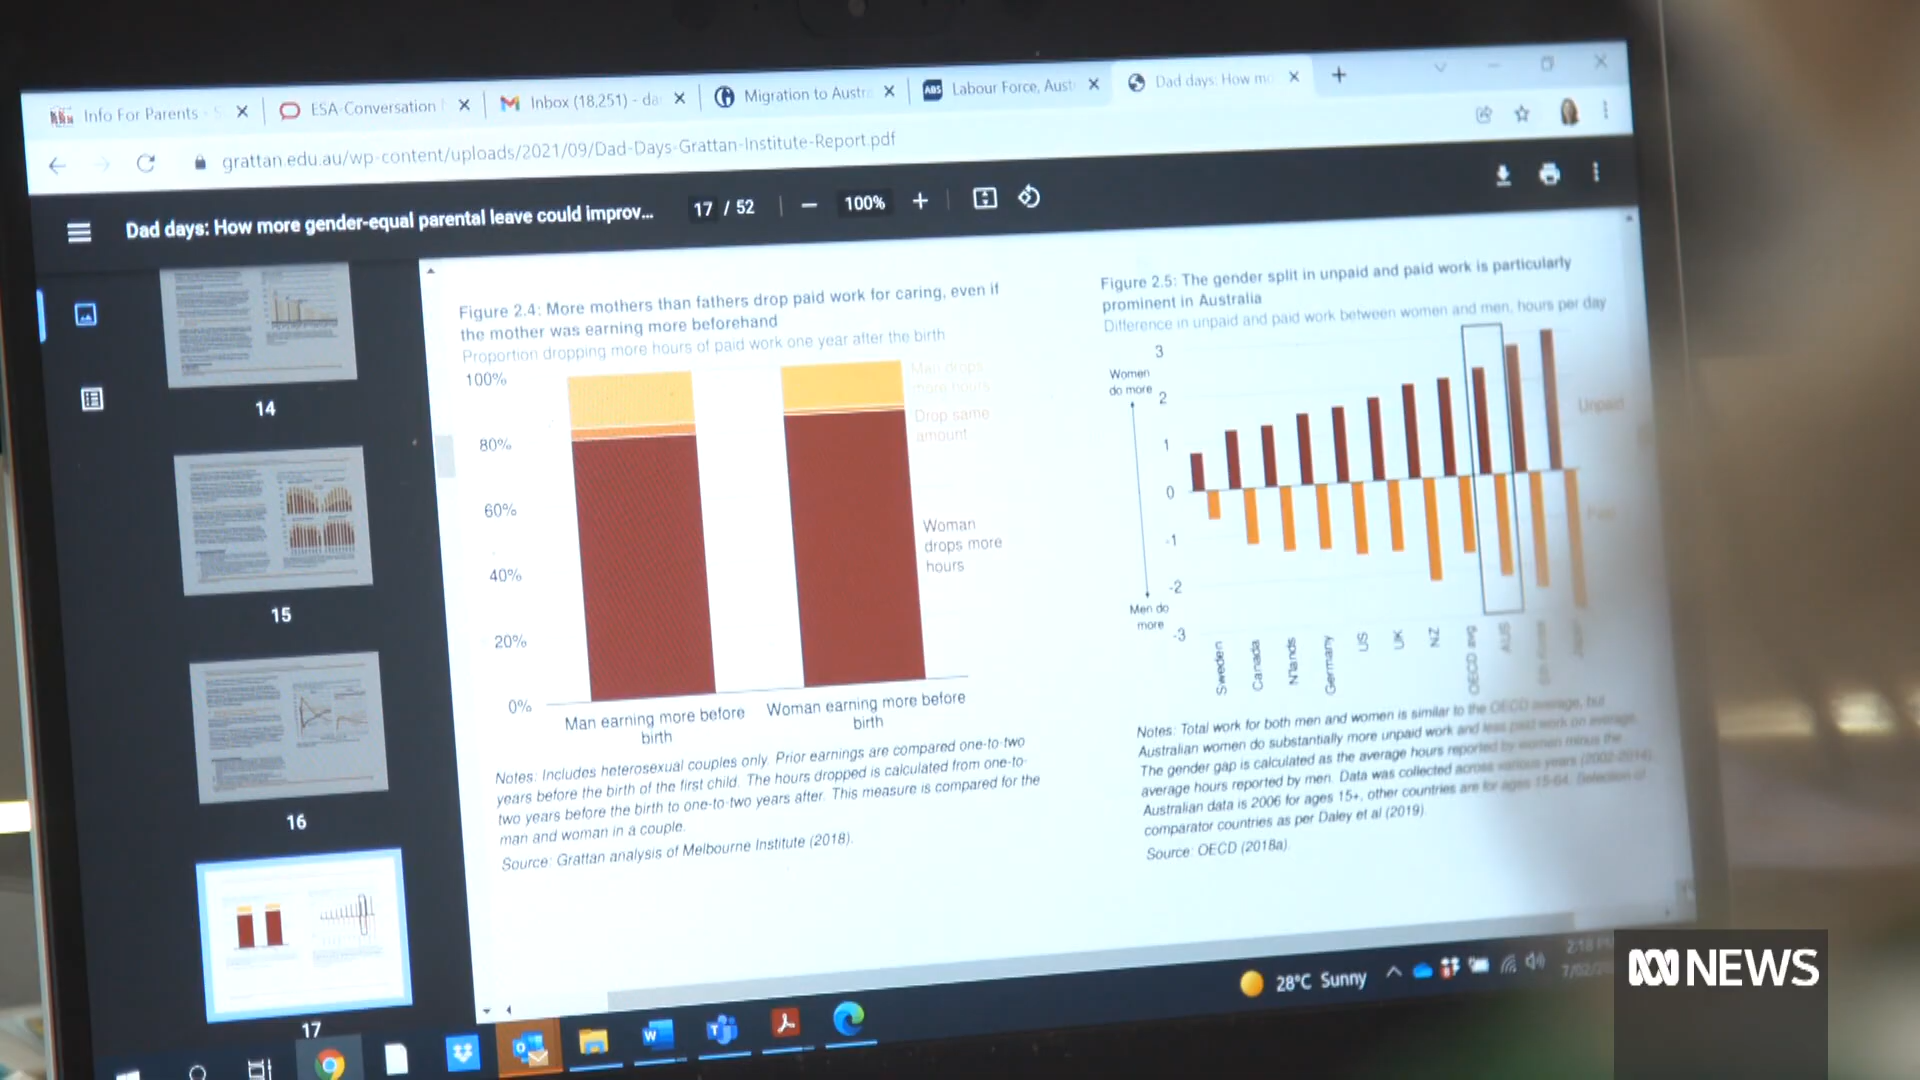 Info For Parents - S
ESA-Conversation
Inbox (18,251) - da
Migration to Austra
ABS
Labour Force, Aust
Dad days: How mo
grattan.edu.au/wp-content/uploads/2021/09/Dad-Days-Grattan-Institute-Report.pdf
Dad days: How more gender-equal parental leave could improv...
17 / 52
100%
14
15
16
17
Figure 2.4: More mothers than fathers drop paid work for caring, even if
the mother was earning more beforehand
Proportion dropping more hours of paid work one year after the birth
100%
80%
60%
40%
20%
0%
Man drops
more hours
Drop same
amount
Woman
drops more
hours
Man earning more before
birth
Woman earning more before
birth
Notes: Includes heterosexual couples only. Prior earnings are compared one-to-two
years before the birth of the first child. The hours dropped is calculated from one-to-
two years before the birth to one-to-two years after. This measure is compared for the
man and woman in a couple.
Source: Grattan analysis of Melbourne Institute (2018).
Figure 2.5: The gender split in unpaid and paid work is particularly
prominent in Australia
Difference in unpaid and paid work between women and men, hours per day
3
Women
do more
2
1
0
-1
-2
Men do
more
-3
Unpaid
Paid
Sweden
Canada
N'lands
Germany
US
UK
NZ
OECD avg
AUS
Notes: Total work for both men and women is similar to the OECD average, but
Australian women do substantially more unpaid work and less paid work on average.
The gender gap is calculated as the average hours reported by women minus the
average hours reported by men. Data was collected across various years (2002-2014).
Australian data is 2006 for ages 15+, other countries are for ages 15-64. Selection of
comparator countries as per Daley et al (2019).
Source: OECD (2018a).
28°C Sunny
2:18 PM
NEWS